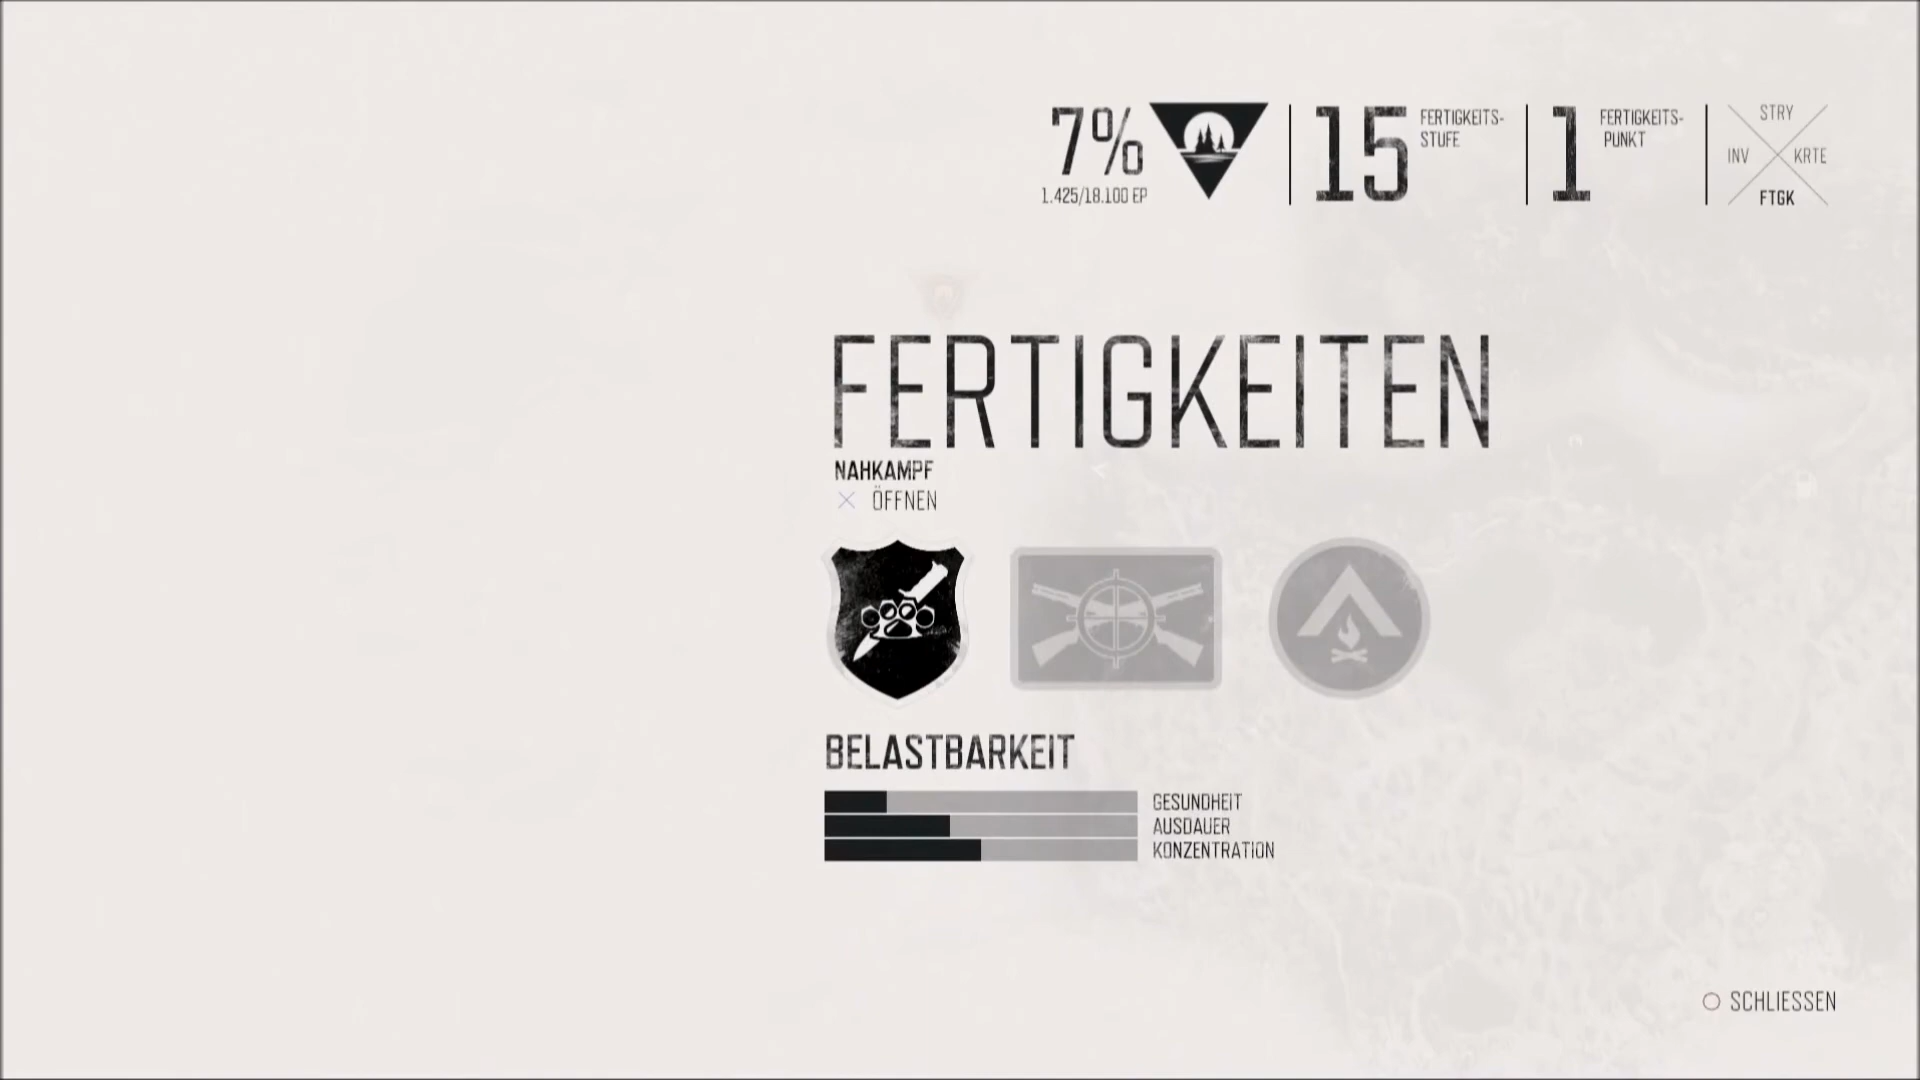 7%
1.425/18.100 EP
15
FERTIGKEITS-
STUFE
1
FERTIGKEITS-
PUNKT
STRY
INV
KRTE
FTGK
FERTIGKEITEN
NAHKAMPF
ÖFFNEN
BELASTBARKEIT
GESUNDHEIT
AUSDAUER
KONZENTRATION
SCHLIESSEN